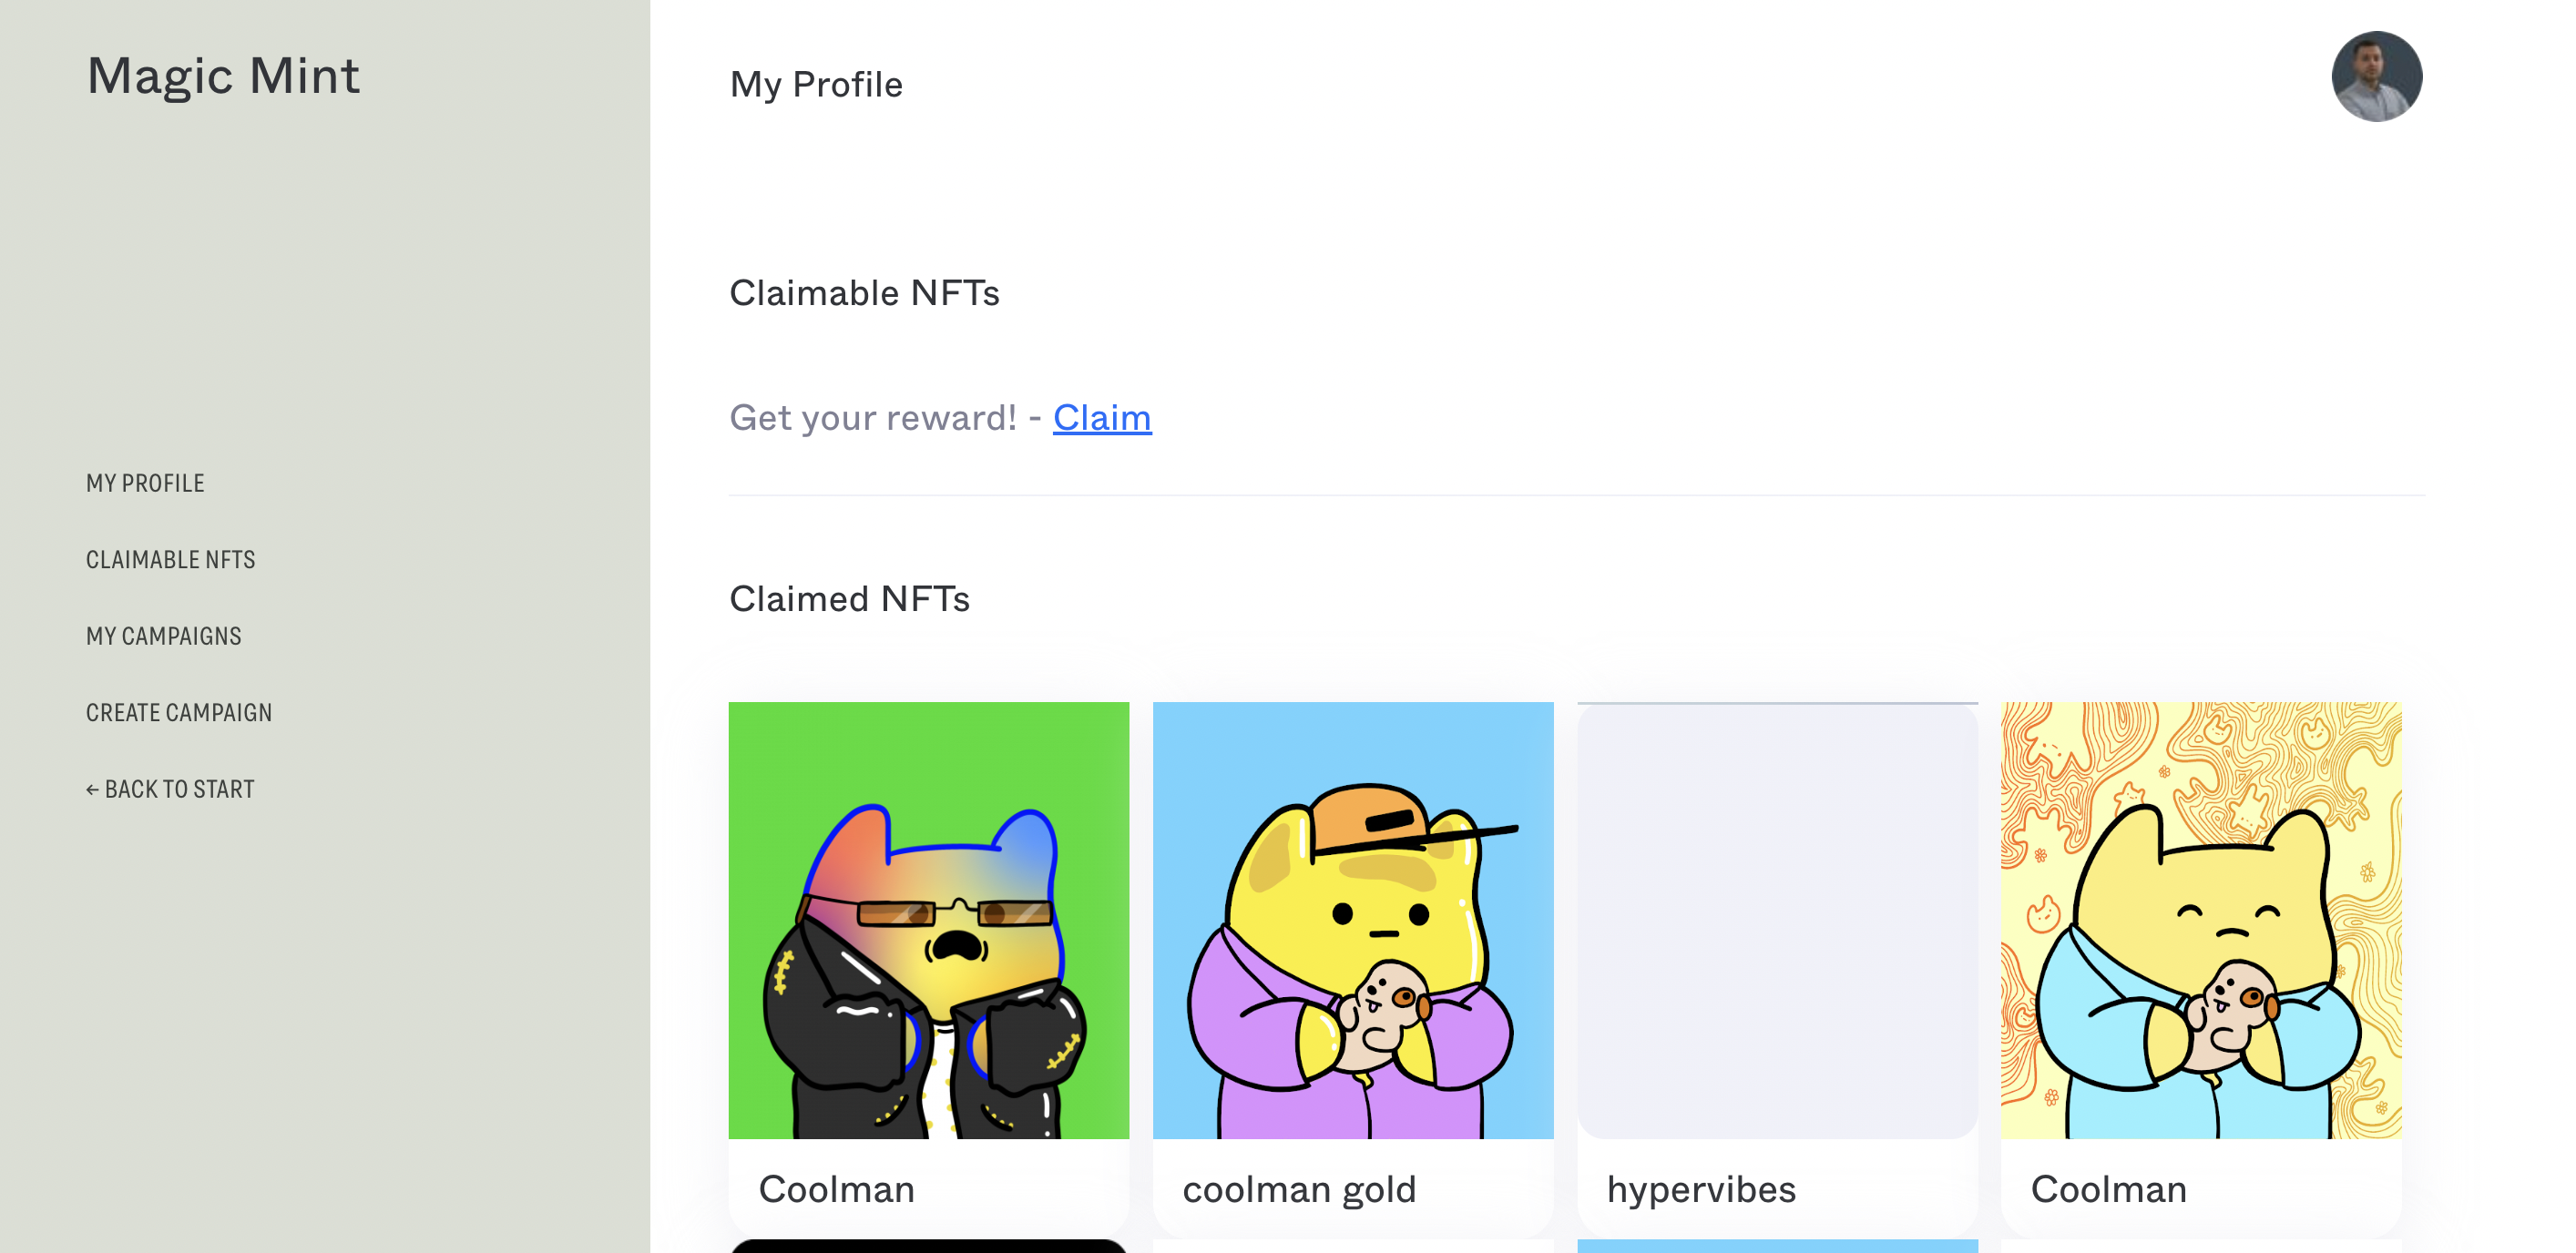 Magic Mint
My Profile
Claimable NFTs
Get your reward! - Claim
MY PROFILE
CLAIMABLE NFTS
MY CAMPAIGNS
CREATE CAMPAIGN
← BACK TO START
Claimed NFTs
Coolman
coolman gold
hypervibes
Coolman